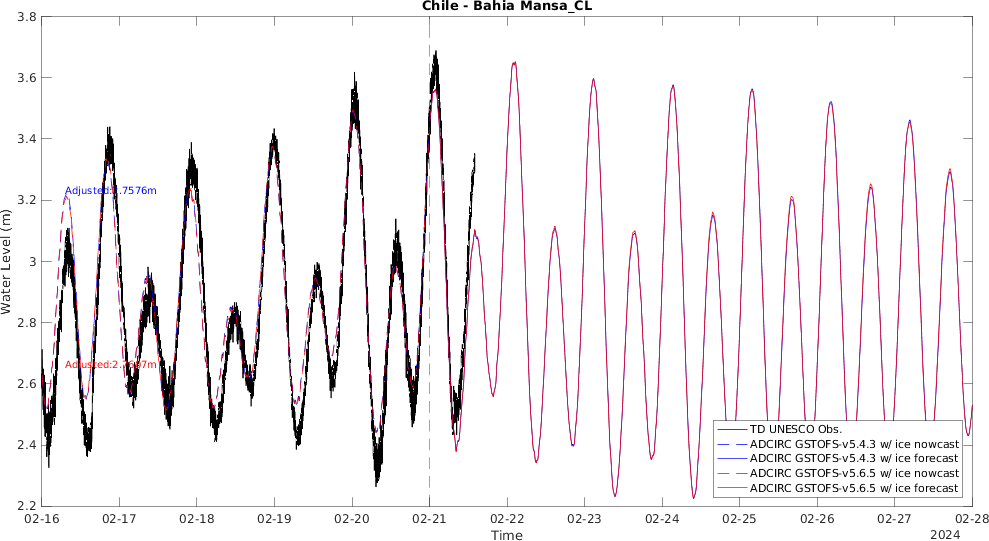 Chile - Bahia Mansa_CL
3.8
3.6
3.4
3.2
3
2.8
2.6
2.4
2.2
Water Level (m)
02-16
02-17
02-18
02-19
02-20
02-21
02-22
02-23
02-24
02-25
02-26
02-27
02-28
Time
2024
TD UNESCO Obs.
ADCIRC GSTOFS-v5.4.3 w/ ice nowcast
ADCIRC GSTOFS-v5.4.3 w/ ice forecast
ADCIRC GSTOFS-v5.6.5 w/ ice nowcast
ADCIRC GSTOFS-v5.6.5 w/ ice forecast